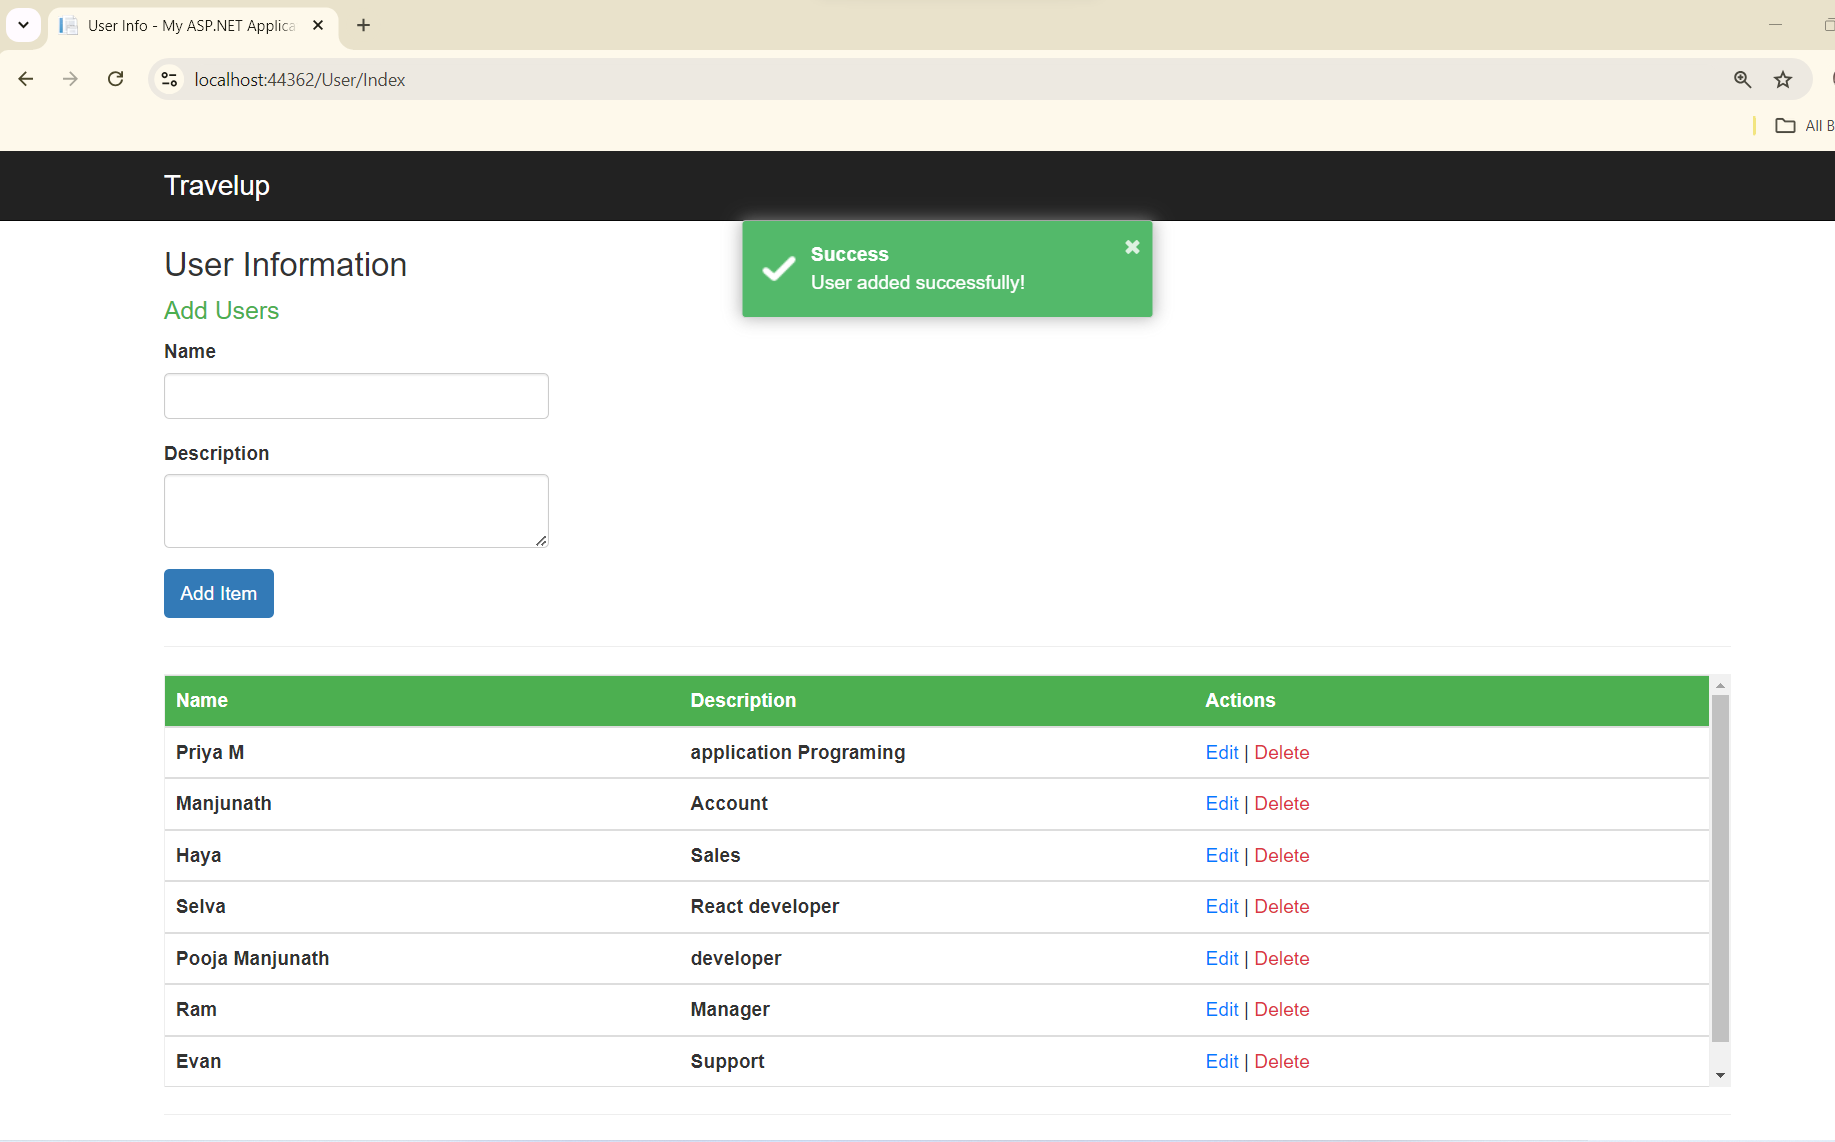 User Info - My ASP.NET Applica
localhost:44362/User/Index
All B
Travelup
User Information
Success
User added successfully!
Add Users
Name
Description
Add Item
Name Description Actions
Priya M application Programing Edit | Delete
Manjunath Account Edit | Delete
Haya Sales Edit | Delete
Selva React developer Edit | Delete
Pooja Manjunath developer Edit | Delete
Ram Manager Edit | Delete
Evan Support Edit | Delete